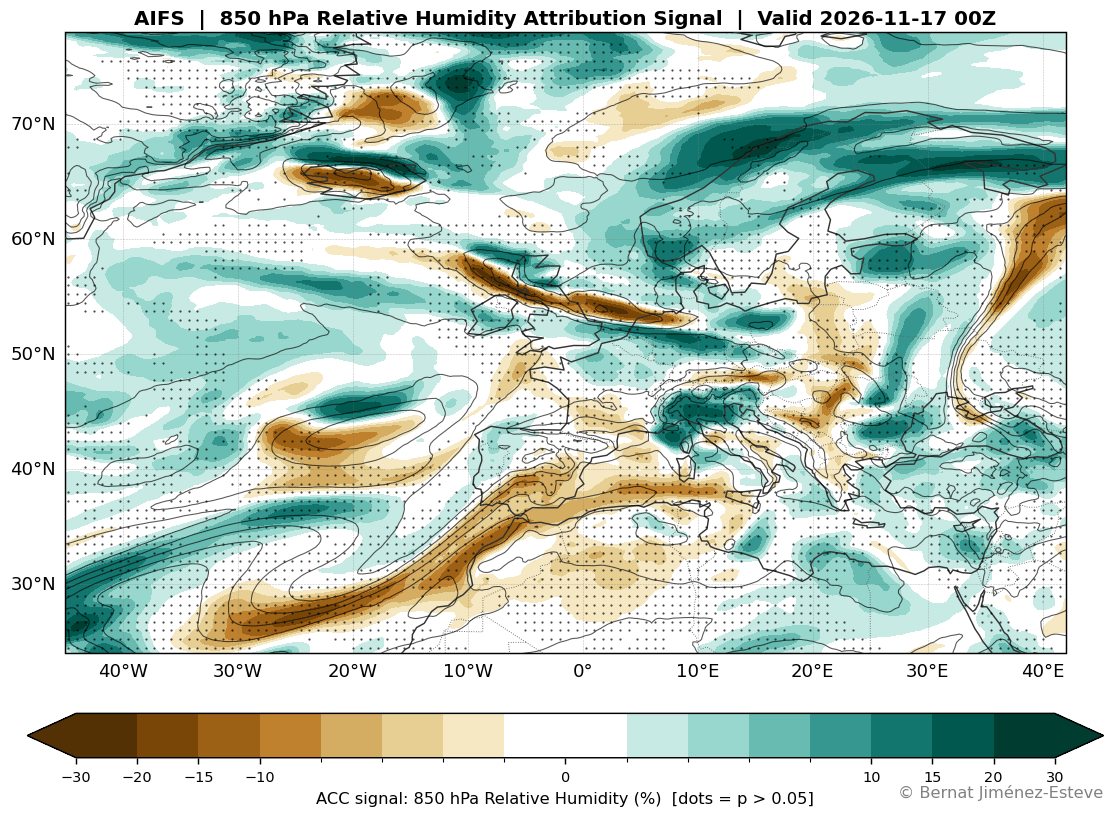 AIFS  |  850 hPa Relative Humidity Attribution Signal  |  Valid 2026-11-17 00Z
70°N
60°N
50°N
40°N
30°N
40°W 30°W 20°W 10°W 0° 10°E 20°E 30°E 40°E
−30 −20 −15 −10 0 10 15 20 30
ACC signal: 850 hPa Relative Humidity (%)  [dots = p > 0.05]
© Bernat Jiménez-Esteve